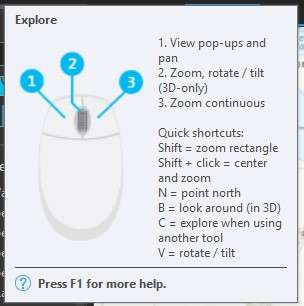 Explore
1
2
3
1. View pop-ups and
pan
2. Zoom, rotate / tilt
(3D-only)
3. Zoom continuous
Quick shortcuts:
Shift = zoom rectangle
Shift + click = center
and zoom
N = point north
B = look around (in 3D)
C = explore when using
another tool
V = rotate / tilt
? Press F1 for more help.